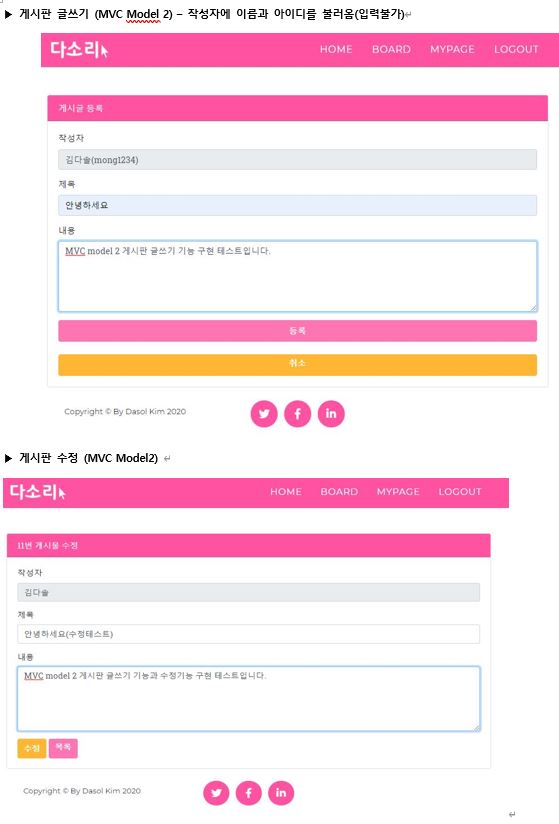 ▶ 게시판 글쓰기 (MVC Model 2) – 작성자에 이름과 아이디를 불러옴(입력불가)
다소리 HOME BOARD MYPAGE LOGOUT
게시글 등록
작성자
김다솔(mong1234)
제목
안녕하세요
내용
MVC model 2 게시판 글쓰기 기능 구현 테스트입니다.
등록
취소
Copyright © By Dasol Kim 2020
▶ 게시판 수정 (MVC Model2)
다소리 HOME BOARD MYPAGE LOGOUT
11번 게시물 수정
작성자
김다솔
제목
안녕하세요(수정테스트)
내용
MVC model 2 게시판 글쓰기 기능과 수정기능 구현 테스트입니다.
수정 목록
Copyright © By Dasol Kim 2020